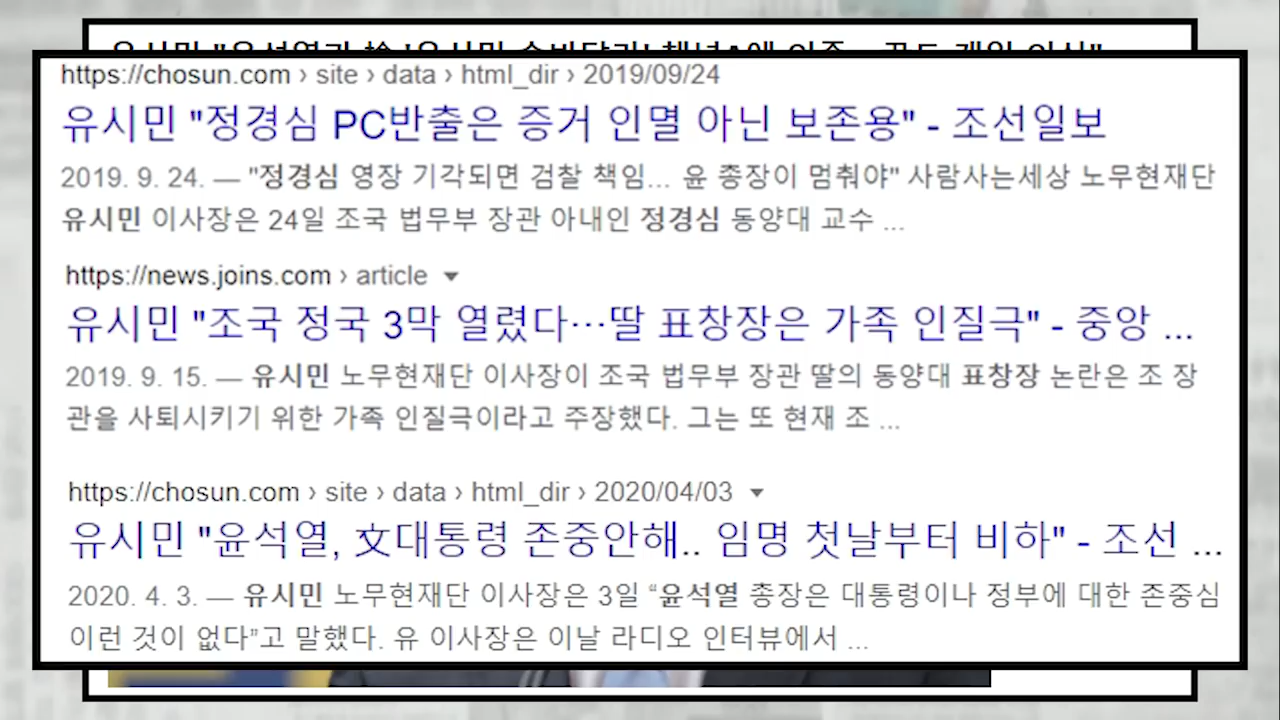 https://chosun.com › site › data › html_dir › 2019/09/24
유시민 "정경심 PC반출은 증거 인멸 아닌 보존용" - 조선일보
2019. 9. 24. — "정경심 영장 기각되면 검찰 책임... 윤 총장이 멈춰야" 사람사는세상 노무현재단
유시민 이사장은 24일 조국 법무부 장관 아내인 정경심 동양대 교수 ...
https://news.joins.com › article
유시민 "조국 정국 3막 열렸다…딸 표창장은 가족 인질극" - 중앙 ...
2019. 9. 15. — 유시민 노무현재단 이사장이 조국 법무부 장관 딸의 동양대 표창장 논란은 조 장
관을 사퇴시키기 위한 가족 인질극이라고 주장했다. 그는 또 현재 조 ...
https://chosun.com › site › data › html_dir › 2020/04/03
유시민 "윤석열, 文대통령 존중안해.. 임명 첫날부터 비하" - 조선 ...
2020. 4. 3. — 유시민 노무현재단 이사장은 3일 “윤석열 총장은 대통령이나 정부에 대한 존중심
이런 것이 없다”고 말했다. 유 이사장은 이날 라디오 인터뷰에서 ...